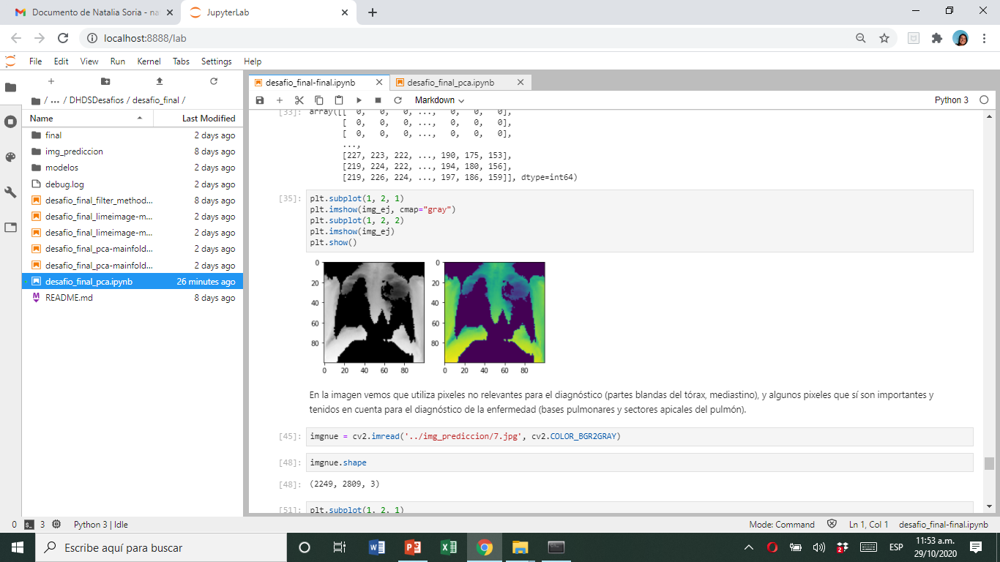 Documento de Natalia Soria - na
JupyterLab
localhost:8888/lab
File Edit View Run Kernel Tabs Settings Help
desafio_final-final.ipynb
desafio_final_pca.ipynb
/ ... / DHDSDesafios / desafio_final /
Markdown
Python 3
Name Last Modified
final 2 days ago
img_prediccion 8 days ago
modelos 2 days ago
debug.log 2 days ago
desafio_final_filter_method... 8 days ago
desafio_final_limeimage-m... 2 days ago
desafio_final_limeimage-m... 2 days ago
desafio_final_pca-mainfold... 2 days ago
desafio_final_pca-mainfold... 2 days ago
desafio_final_pca.ipynb 26 minutes ago
README.md 8 days ago
[33]: array([[ 0, 0, 0, ..., 0, 0, 0],
[ 0, 0, 0, ..., 0, 0, 0],
[ 0, 0, 0, ..., 0, 0, 0],
...,
[227, 223, 222, ..., 190, 175, 153],
[219, 224, 222, ..., 194, 180, 156],
[219, 226, 224, ..., 197, 186, 159]], dtype=int64)
[35]: plt.subplot(1, 2, 1)
plt.imshow(img_ej, cmap="gray")
plt.subplot(1, 2, 2)
plt.imshow(img_ej)
plt.show()
0
20
40
60
80
0 20 40 60 80
0
20
40
60
80
0 20 40 60 80
En la imagen vemos que utiliza pixeles no relevantes para el diagnóstico (partes blandas del tórax, mediastino), y algunos pixeles que sí son importantes y
tenidos en cuenta para el diagnóstico de la enfermedad (bases pulmonares y sectores apicales del pulmón).
[45]: imgnue = cv2.imread('../img_prediccion/7.jpg', cv2.COLOR_BGR2GRAY)
[48]: imgnue.shape
[48]: (2249, 2809, 3)
[51]: plt.subplot(1, 2, 1)
0 3 Python 3 | Idle
Mode: Command Ln 1, Col 1 desafio_final-final.ipynb
Escribe aquí para buscar
ESP
11:53 a.m.
29/10/2020